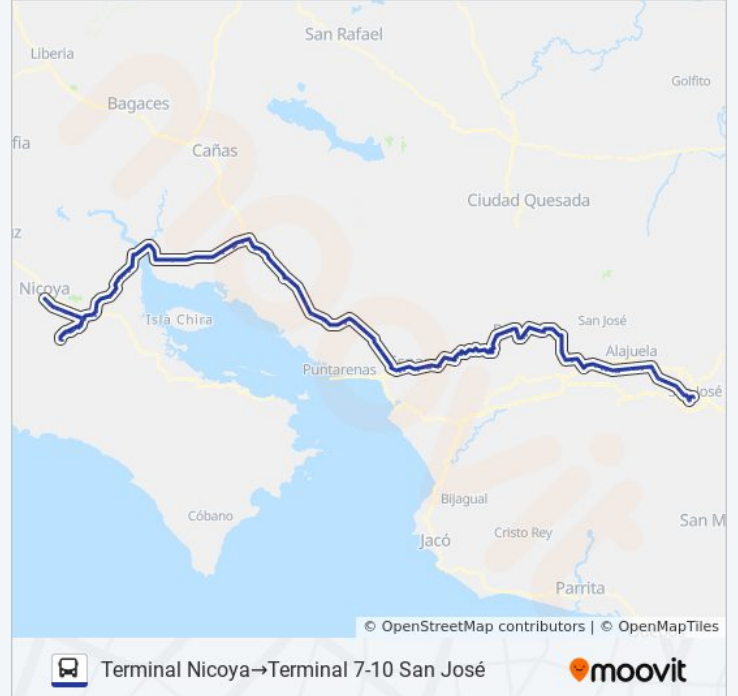 San Rafael
Liberia
Golfito
Bagaces
fia
Cañas
Ciudad Quesada
z
Nicoya
Isla Chira
San José
Alajuela
Puntarenas
José
Bijagual
Cóbano
San M
Cristo Rey
Jacó
Parrita
© OpenStreetMap contributors | © OpenMapTiles
Terminal Nicoya→Terminal 7-10 San José
moovit